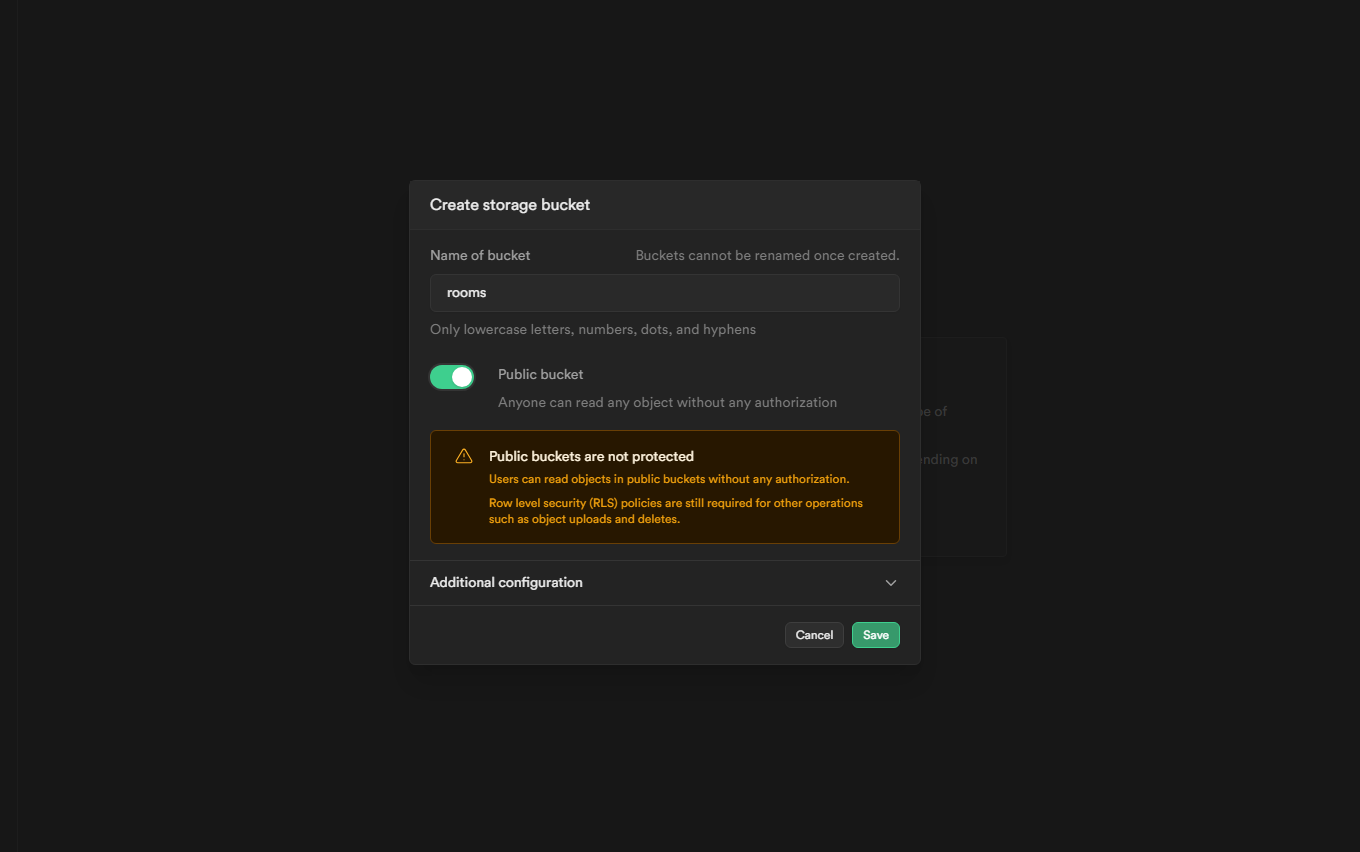 Create storage bucket
Name of bucket
Buckets cannot be renamed once created.
rooms
Only lowercase letters, numbers, dots, and hyphens
Public bucket
Anyone can read any object without any authorization
of
on
Public buckets are not protected
Users can read objects in public buckets without any authorization.
Row level security (RLS) policies are still required for other operations
such as object uploads and deletes.
Additional configuration
Cancel
Save